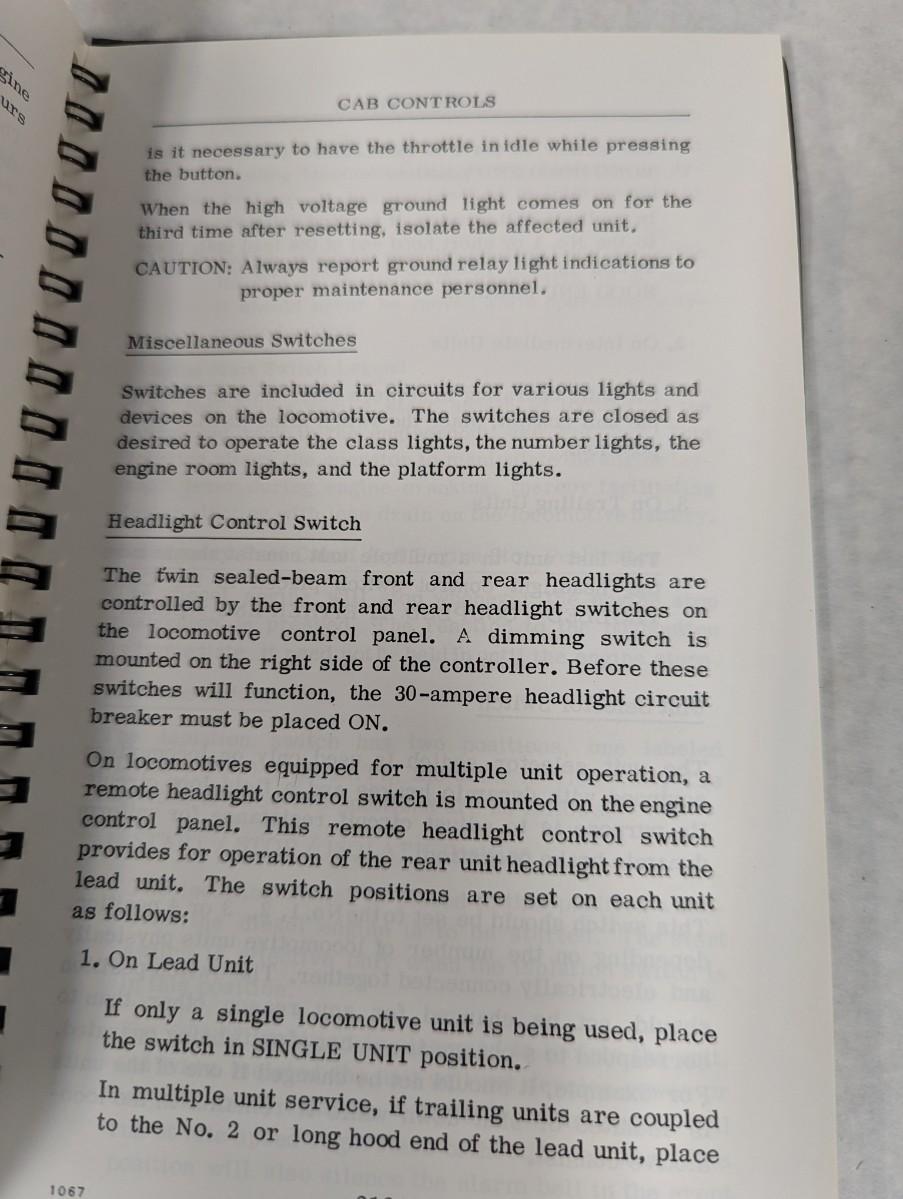 gine
urs
CAB CONTROLS
is it necessary to have the throttle in idle while pressing
the button.
When the high voltage ground light comes on for the
third time after resetting, isolate the affected unit.
CAUTION: Always report ground relay light indications to
proper maintenance personnel.
Miscellaneous Switches
Switches are included in circuits for various lights and
devices on the locomotive. The switches are closed as
desired to operate the class lights, the number lights, the
engine room lights, and the platform lights.
Headlight Control Switch
The twin sealed-beam front and rear headlights are
controlled by the front and rear headlight switches on
the locomotive control panel. A dimming switch is
mounted on the right side of the controller. Before these
switches will function, the 30-ampere headlight circuit
breaker must be placed ON.
On locomotives equipped for multiple unit operation, a
remote headlight control switch is mounted on the engine
control panel. This remote headlight control switch
provides for operation of the rear unit headlight from the
lead unit. The switch positions are set on each unit
as follows:
1. On Lead Unit
If only a single locomotive unit is being used, place
the switch in SINGLE UNIT position.
In multiple unit service, if trailing units are coupled
to the No. 2 or long hood end of the lead unit, place
1067